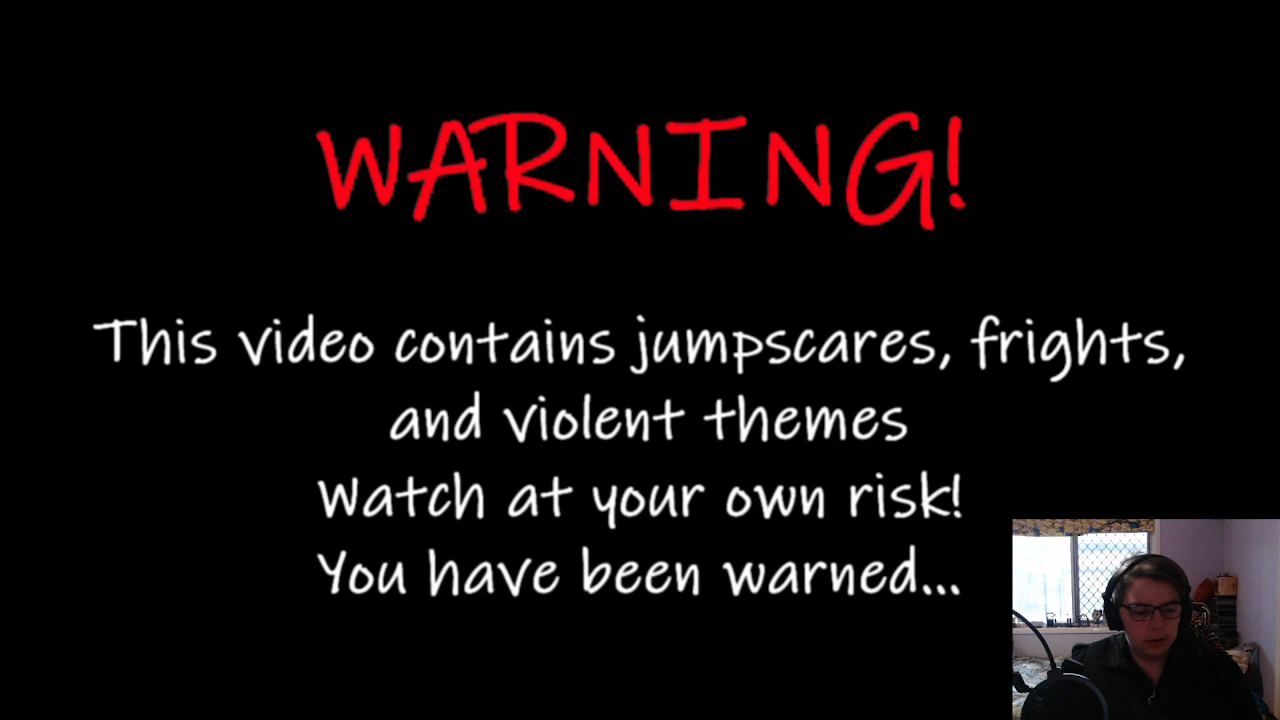 WARNING!
This video contains jumpscares, frights,
and violent themes
Watch at your own risk!
You have been warned...